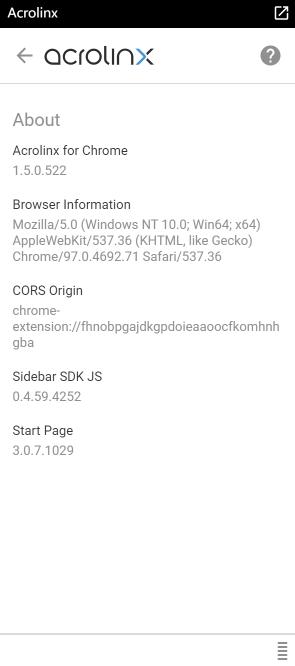 Acrolinx
acrolinx
About
Acrolinx for Chrome
1.5.0.522
Browser Information
Mozilla/5.0 (Windows NT 10.0; Win64; x64)
AppleWebKit/537.36 (KHTML, like Gecko)
Chrome/97.0.4692.71 Safari/537.36
CORS Origin
chrome-
extension://fhnobpgajdkgpdoieaaoocfkomhnh
gba
Sidebar SDK JS
0.4.59.4252
Start Page
3.0.7.1029